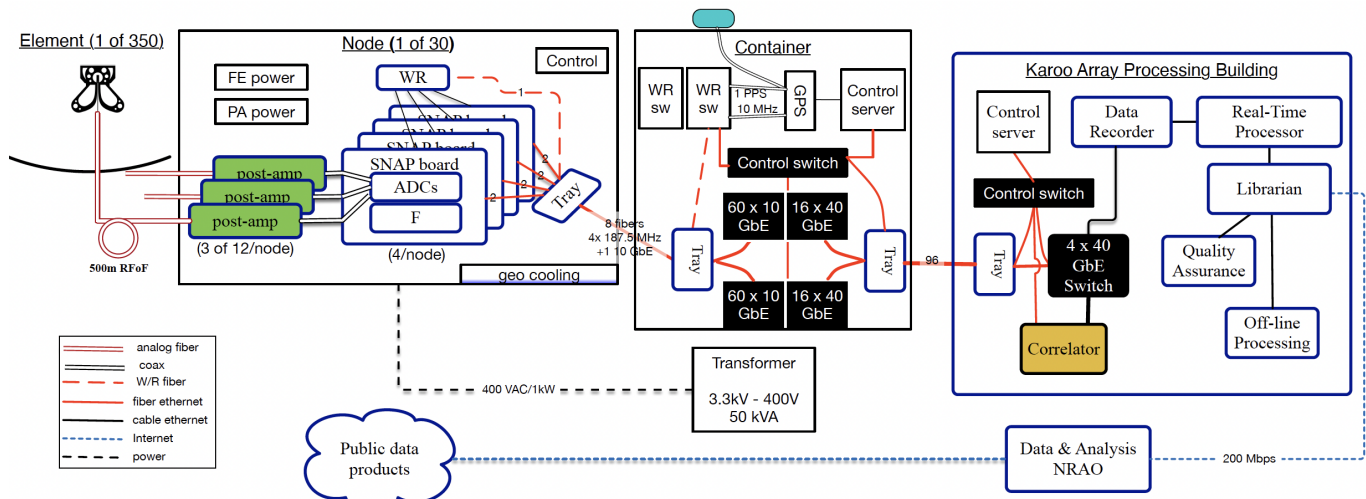 Element (1 of 350)
500m RFoF
Node (1 of 30)
FE power
PA power
Control
WR
1
SNAP board
SNAP board
SNAP board
SNAP board
ADCs
F
2
2
2
2
post-amp
post-amp
post-amp
(3 of 12/node)
(4/node)
Tray
geo cooling
8 fibers
4x 187.5 MHz
+1 10 GbE
Container
WR
sw
WR
sw
1 PPS
10 MHz
GPS
Control
server
Control switch
60 x 10
GbE
16 x 40
GbE
Tray
Tray
60 x 10
GbE
16 x 40
GbE
96
Karoo Array Processing Building
Control
server
Data
Recorder
Real-Time
Processor
Control switch
Librarian
Tray
4 x 40
GbE
Switch
Quality
Assurance
Correlator
Off-line
Processing
analog fiber
coax
W/R fiber
fiber ethernet
cable ethernet
Internet
power
400 VAC/1kW
Transformer
3.3kV - 400V
50 kVA
Public data
products
Data & Analysis
NRAO
200 Mbps